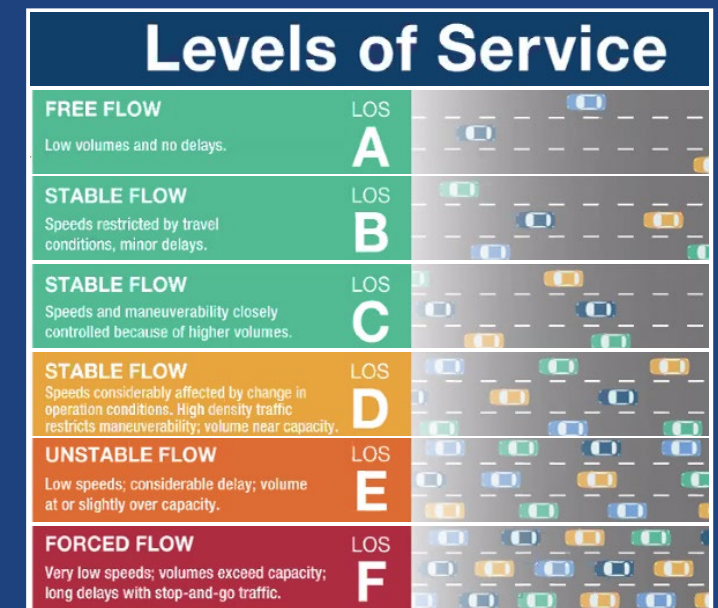 Levels of Service
FREE FLOW
LOS
A
Low volumes and no delays.
STABLE FLOW
LOS
B
Speeds restricted by travel
conditions, minor delays.
STABLE FLOW
LOS
C
Speeds and maneuverability closely
controlled because of higher volumes.
STABLE FLOW
LOS
D
Speeds considerably affected by change in
operation conditions. High density traffic
restricts maneuverability; volume near capacity.
UNSTABLE FLOW
LOS
E
Low speeds; considerable delay; volume
at or slightly over capacity.
FORCED FLOW
LOS
F
Very low speeds; volumes exceed capacity;
long delays with stop-and-go traffic.